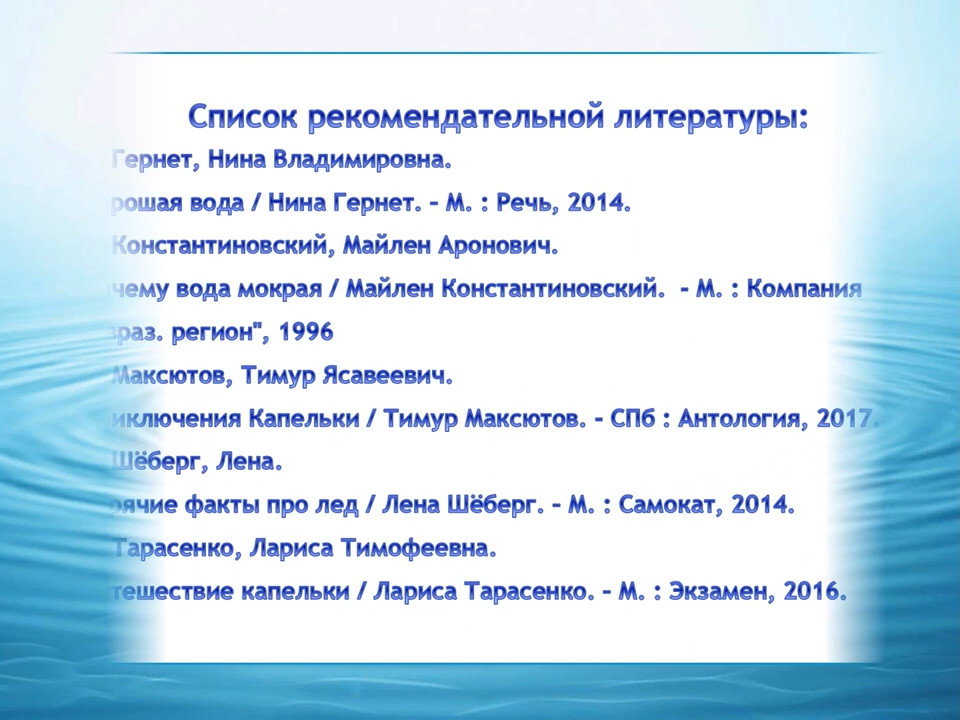 Список рекомендательной литературы:
Гернет, Нина Владимировна.
рошая вода / Нина Гернет. - М. : Речь, 2014.
Константиновский, Майлен Аронович.
чему вода мокрая / Майлен Константиновский. - М. : Компания
враз. регион", 1996
Максютов, Тимур Ясавеевич.
иключения Капельки / Тимур Максютов. - СПб : Антология, 2017.
Шёберг, Лена.
рячие факты про лед / Лена Шёберг. - М. : Самокат, 2014.
Тарасенко, Лариса Тимофеевна.
тешествие капельки / Лариса Тарасенко. - М. : Экзамен, 2016.